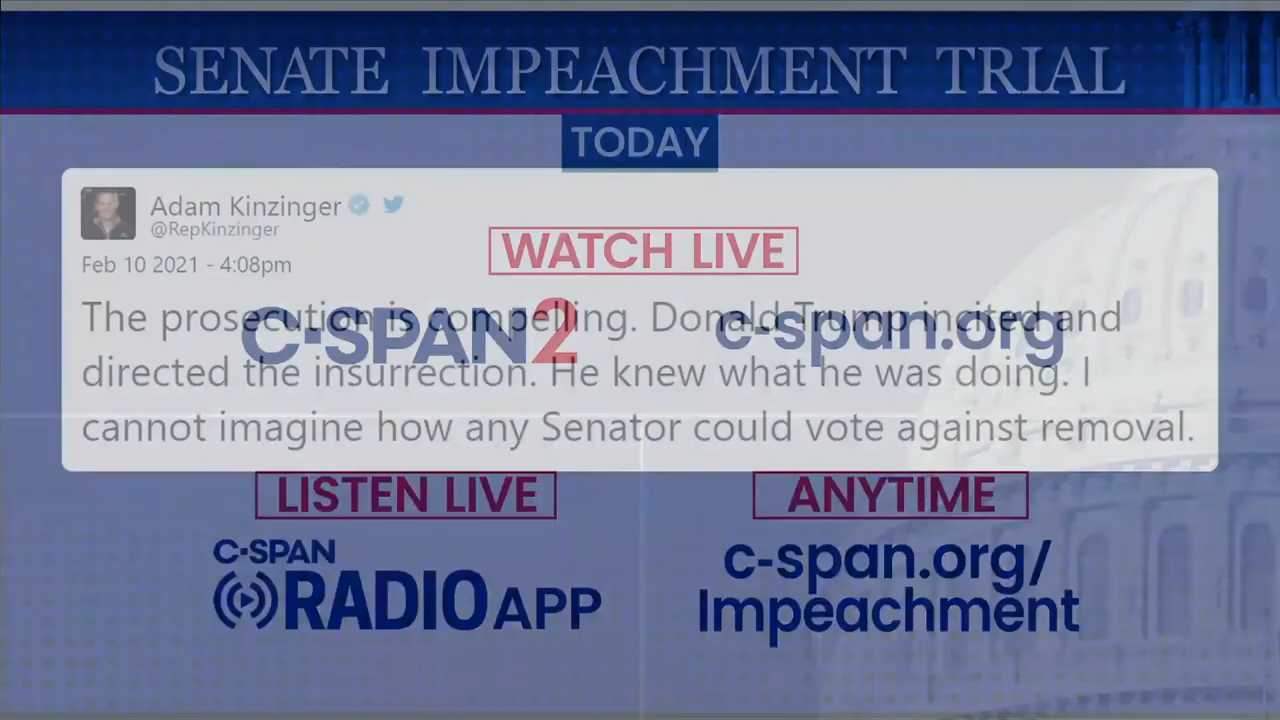 SENATE IMPEACHMENT TRIAL
TODAY
Adam Kinzinger
@RepKinzinger
WATCH LIVE
Feb 10 2021 - 4:08pm
The prosecution is compelling. Donald Trump incited and
directed the insurrection. He knew what he was doing. I
cannot imagine how any Senator could vote against removal.
C-SPAN2
c-span.org
LISTEN LIVE
ANYTIME
C-SPAN
RADIO APP
c-span.org/
Impeachment